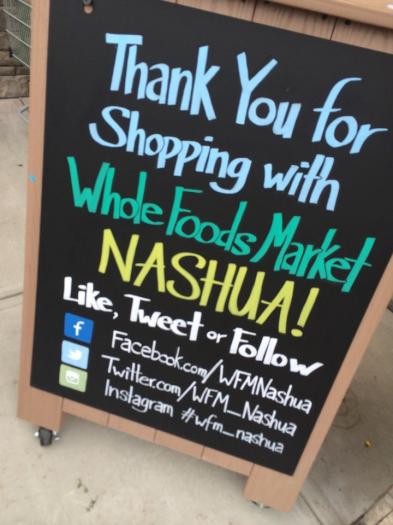 Thank You for
Shopping with
Whole Foods Market
NASHUA!
Like, Tweet or Follow
f Facebook.com/WFMNashua
Twitter.com/WFM_Nashua
Instagram #wfm_nashua